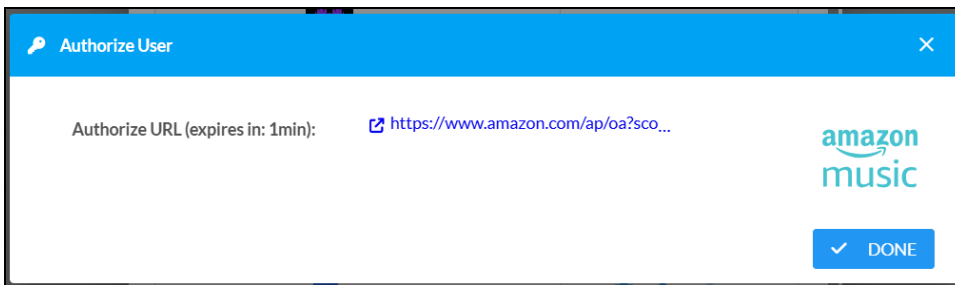 Authorize User
Authorize URL (expires in: 1min):
https://www.amazon.com/ap/oa?sco...
amazon
music
DONE